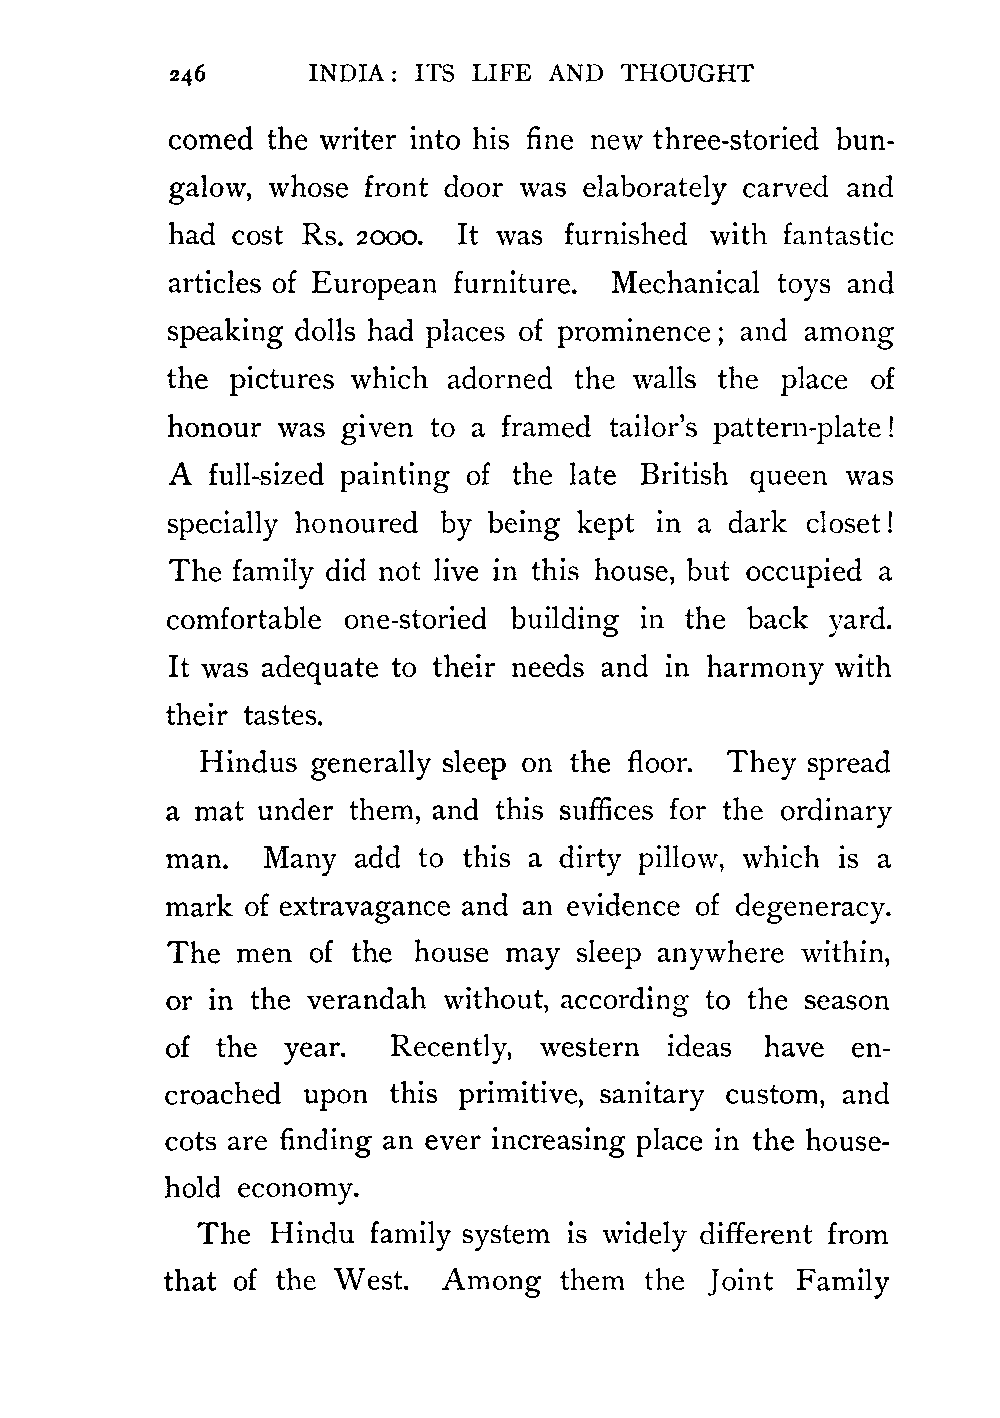 246 INDIA: ITS LIFE AND THOUGHT
comed the writer into his fine new three-storied bun-
galow, whose front door was elaborately carved and
had cost Rs. 2000. It was furnished with fantastic
articles of European furniture. Mechanical toys and
speaking dolls had places of prominence; and among
the pictures which adorned the walls the place of
honour was given to a framed tailor's pattern-plate!
A full-sized painting of the late British queen was
specially honoured by being kept in a dark closet!
The family did not live in this house, but occupied a
comfortable one-storied building in the back yard.
It was adequate to their needs and in harmony with
their tastes.
Hindus generally sleep on the floor. They spread
a mat under them, and this suffices for the ordinary
man. Many add to this a dirty pillow, which is a
mark of extravagance and an evidence of degeneracy.
The men of the house may sleep anywhere within,
or in the verandah without, according to the season
of the year. Recently, western ideas have en-
croached upon this primitive, sanitary custom, and
cots are finding an ever increasing place in the house-
hold economy.
The Hindu family system is widely different from
that of the West. Among them the Joint Family